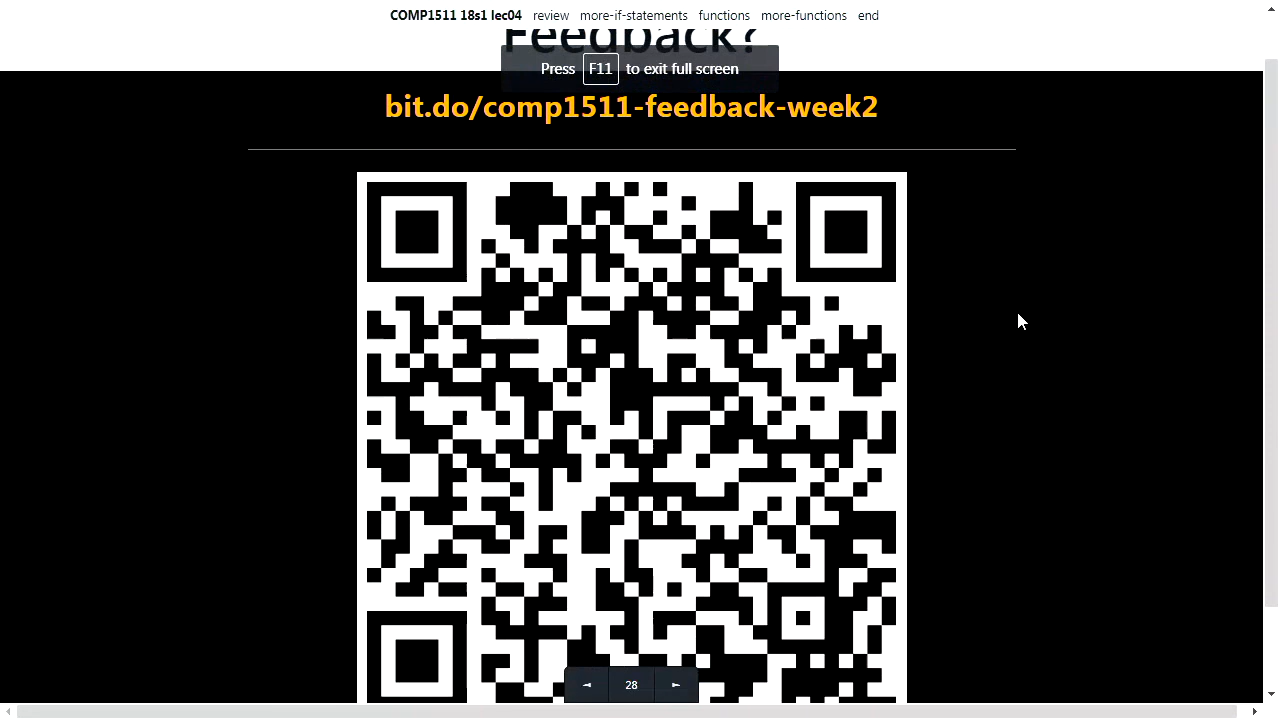 COMP1511 18s1 lec04 review more-if-statements functions more-functions end
Feedback?
Press F11 to exit full screen
bit.do/comp1511-feedback-week2
28